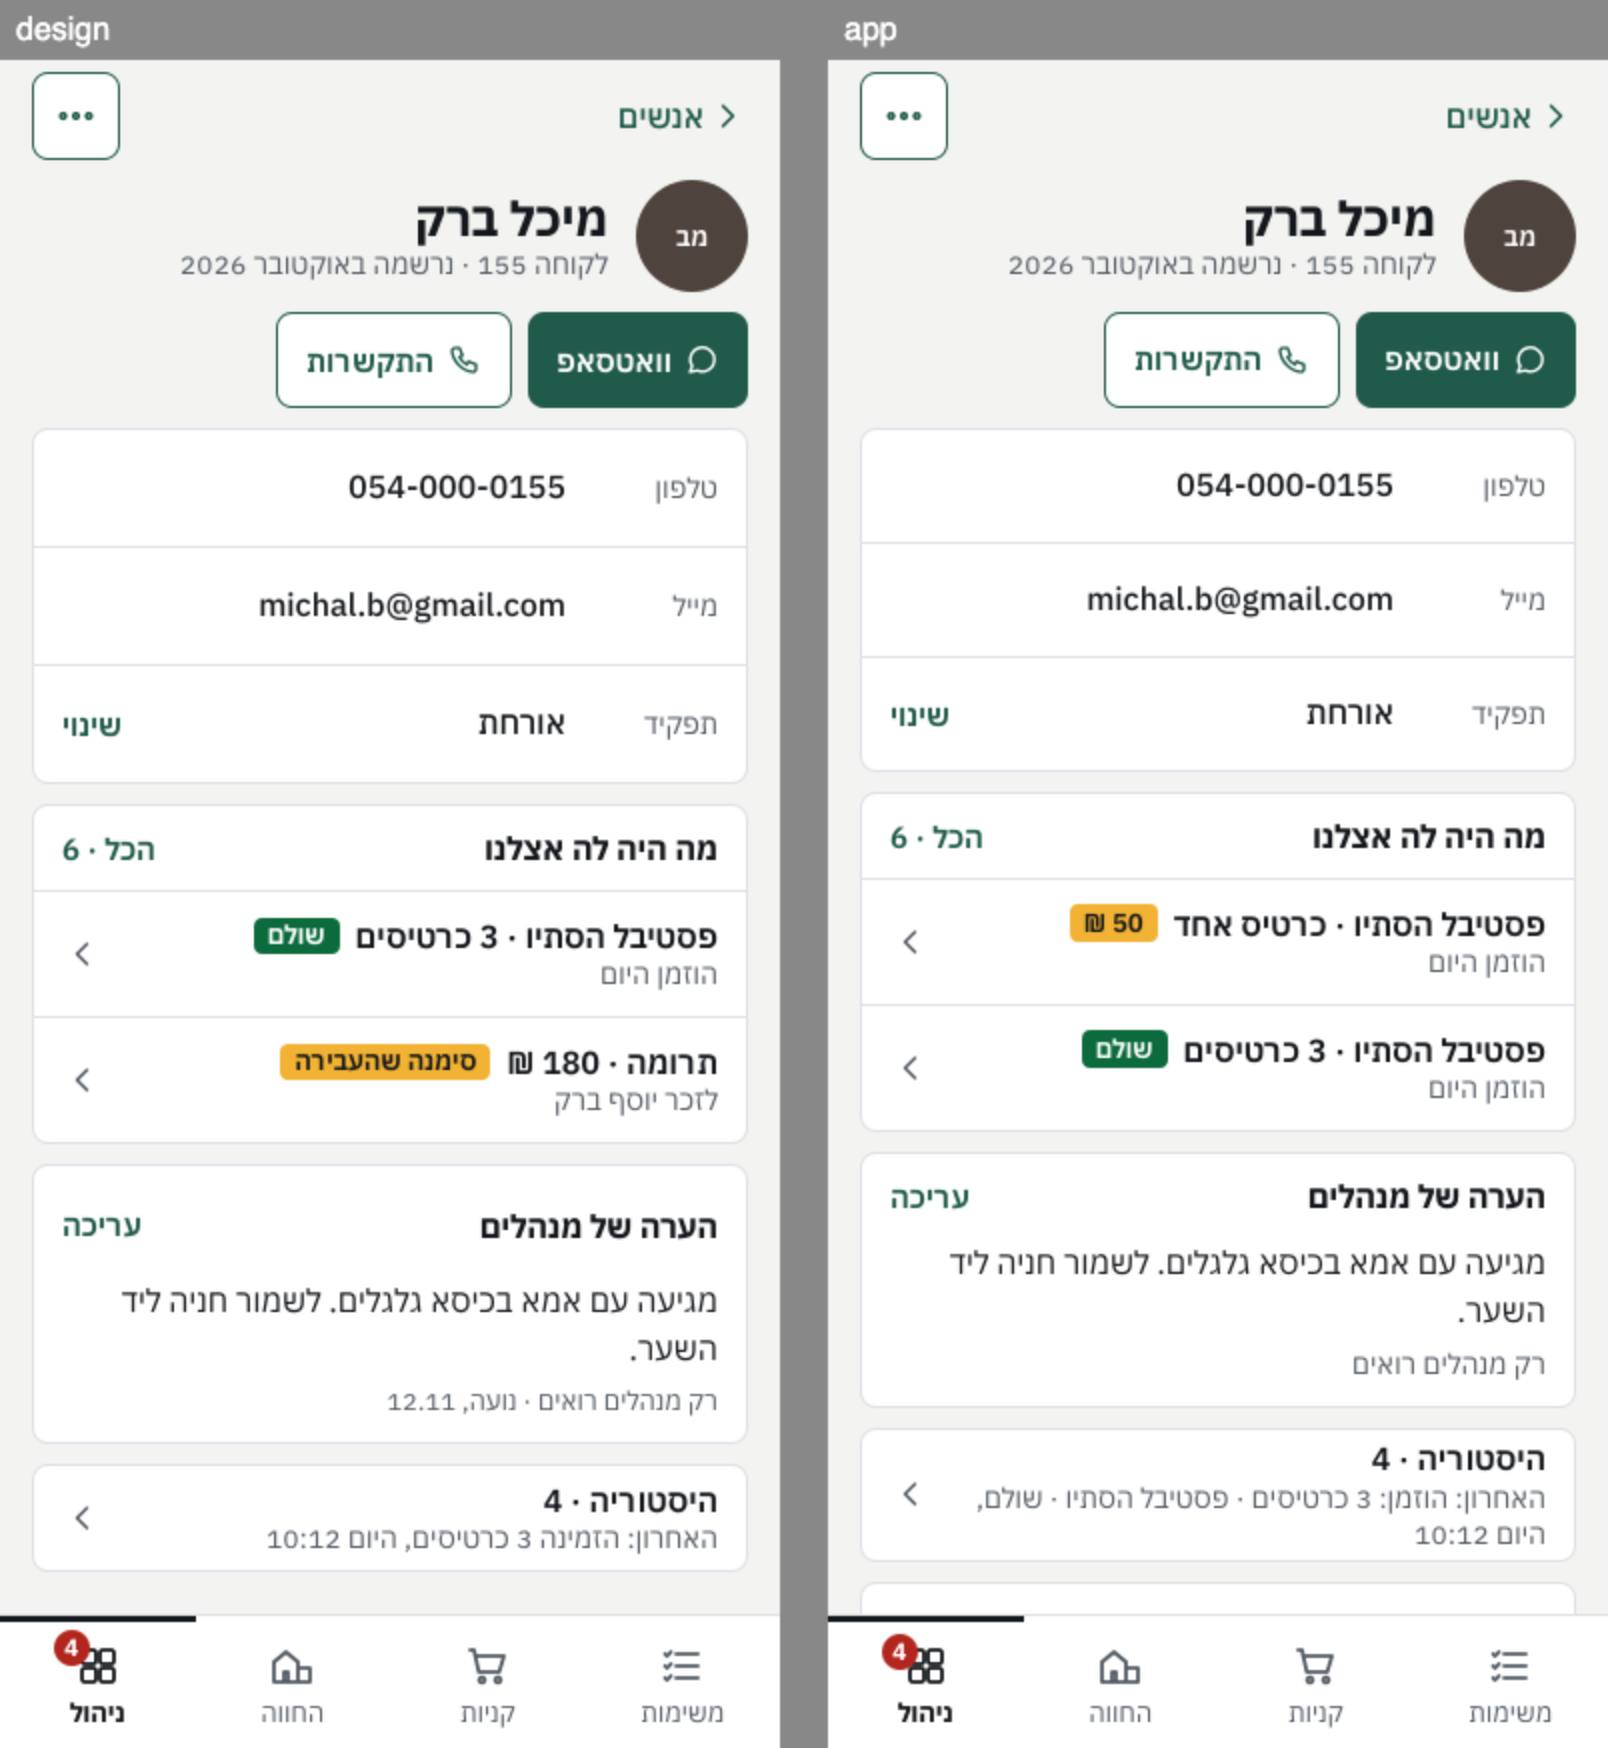 design
אנשים
מב
מיכל ברק
לקוחה 155 · נרשמה באוקטובר 2026
וואטסאפ
התקשרות
טלפון 054-000-0155
מייל michal.b@gmail.com
תפקיד אורחת שינוי
מה היה לה אצלנו הכל · 6
פסטיבל הסתיו · 3 כרטיסים שולם
הוזמן היום
תרומה · 180 ₪ סימנה שהעבירה
לזכר יוסף ברק
הערה של מנהלים עריכה
מגיעה עם אמא בכיסא גלגלים. לשמור חניה ליד
השער.
רק מנהלים רואים · נועה, 12.11
היסטוריה · 4
האחרון: הזמינה 3 כרטיסים, היום 10:12
משימות
קניות
החווה
4
ניהול
app
אנשים
מב
מיכל ברק
לקוחה 155 · נרשמה באוקטובר 2026
וואטסאפ
התקשרות
טלפון 054-000-0155
מייל michal.b@gmail.com
תפקיד אורחת שינוי
מה היה לה אצלנו הכל · 6
פסטיבל הסתיו · כרטיס אחד 50 ₪
הוזמן היום
פסטיבל הסתיו · 3 כרטיסים שולם
הוזמן היום
הערה של מנהלים עריכה
מגיעה עם אמא בכיסא גלגלים. לשמור חניה ליד
השער.
רק מנהלים רואים
היסטוריה · 4
האחרון: הוזמן: 3 כרטיסים · פסטיבל הסתיו · שולם,
היום 10:12
משימות
קניות
החווה
4
ניהול